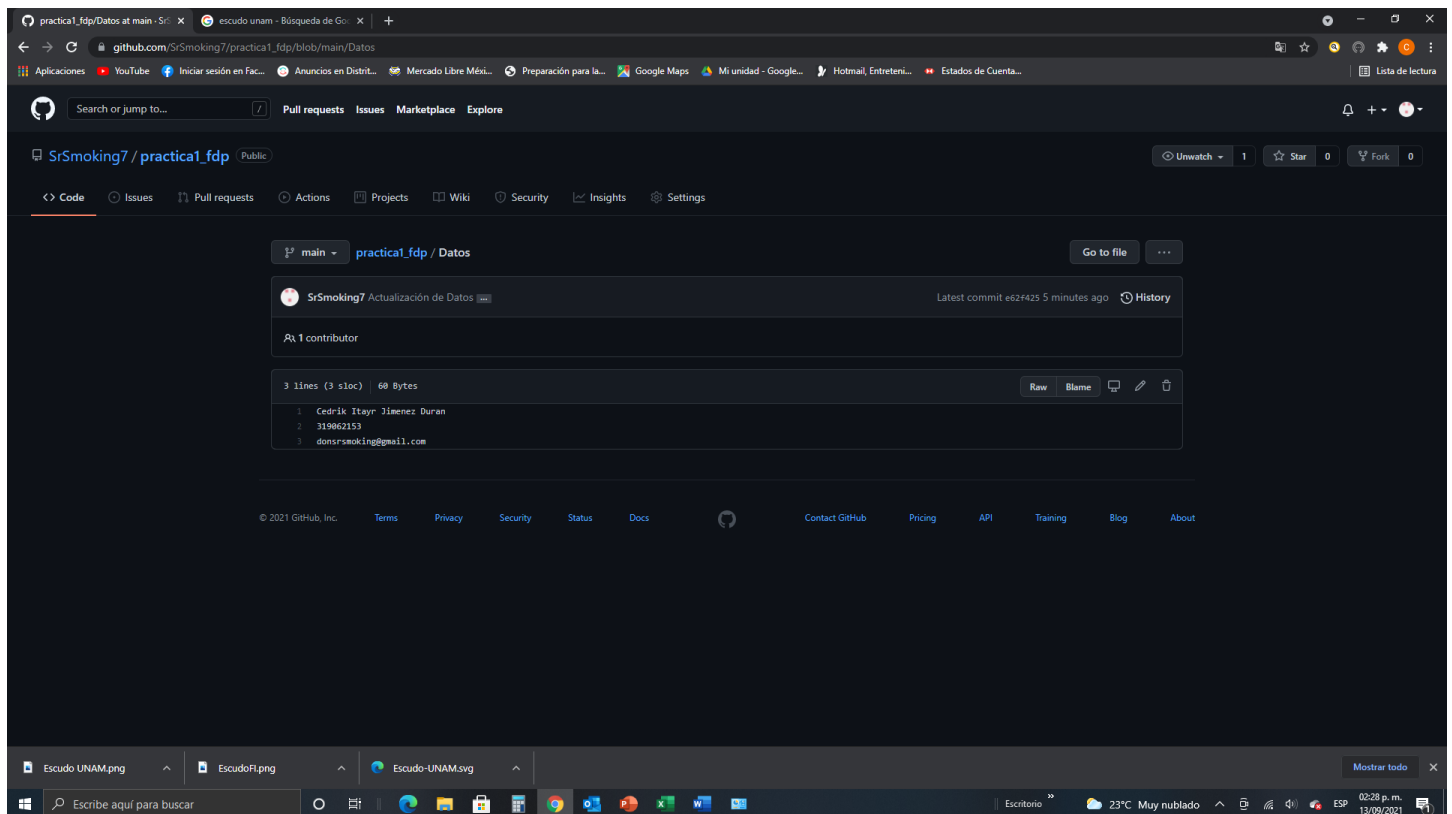 practica1_fdp/Datos at main · SrS
escudo unam - Búsqueda de Goo
github.com/SrSmoking7/practica1_fdp/blob/main/Datos
Aplicaciones YouTube Iniciar sesión en Fac... Anuncios en Distrit... Mercado Libre Méxi... Preparación para la... Google Maps Mi unidad - Google... Hotmail, Entreteni... Estados de Cuenta... Lista de lectura
Search or jump to... / Pull requests Issues Marketplace Explore
SrSmoking7 / practica1_fdp Public Unwatch 1 Star 0 Fork 0
<> Code Issues Pull requests Actions Projects Wiki Security Insights Settings
main practica1_fdp / Datos Go to file ...
SrSmoking7 Actualización de Datos ... Latest commit e62f425 5 minutes ago History
1 contributor
3 lines (3 sloc) 60 Bytes Raw Blame
1 Cedrik Itayr Jimenez Duran
2 319062153
3 donsrsmoking@gmail.com
© 2021 GitHub, Inc. Terms Privacy Security Status Docs Contact GitHub Pricing API Training Blog About
Escudo UNAM.png EscudoFI.png Escudo-UNAM.svg Mostrar todo
Escribe aquí para buscar Escritorio » 23°C Muy nublado ESP 02:28 p. m.
13/09/2021